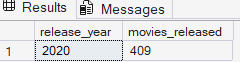 Results Messages
release_year movies_released
1 2020 409